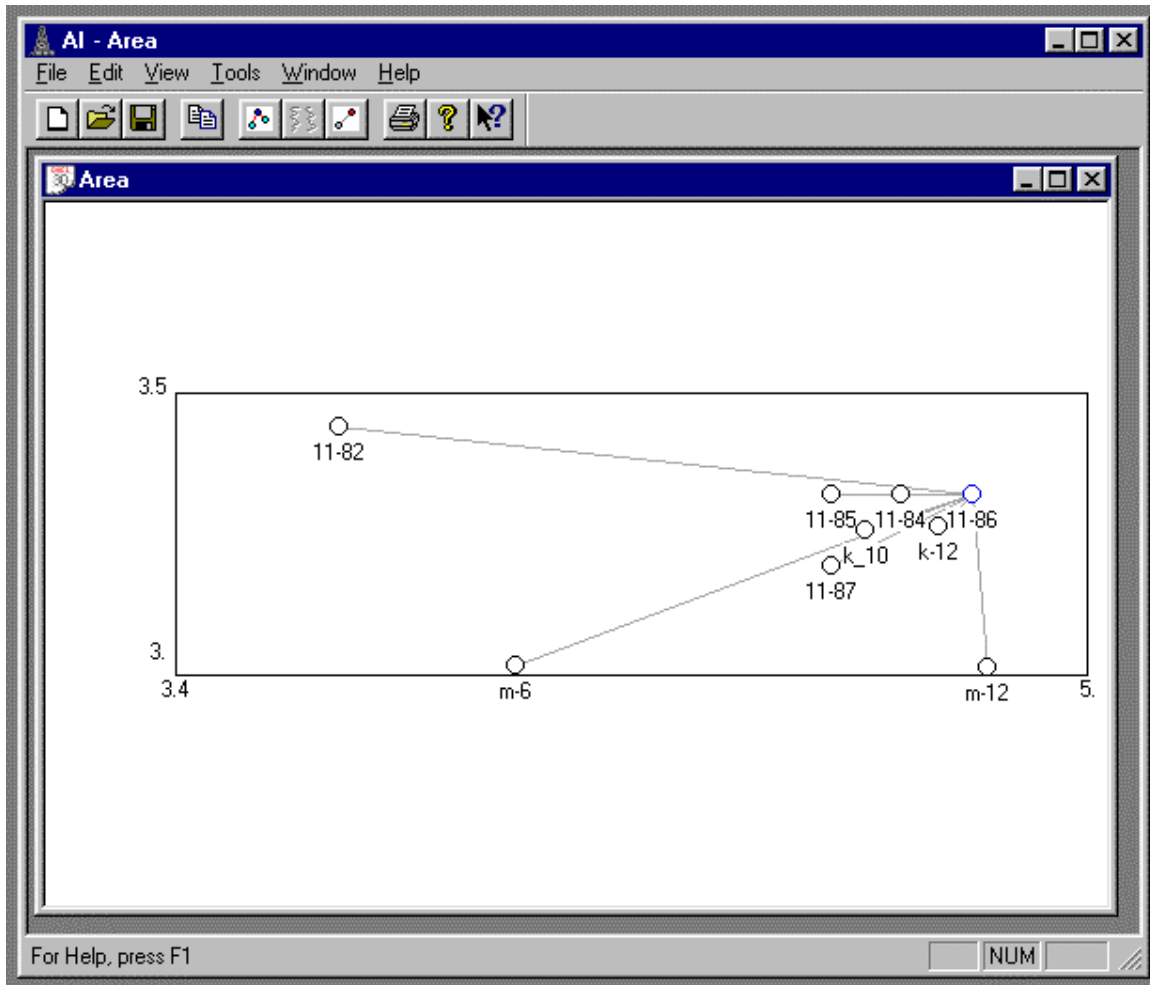 AI - Area
File Edit View Tools Window Help
Area
3.5
11-82
11-85 11-84 11-86
k_10 k-12
11-87
3.
3.4 m-6 m-12 5.
For Help, press F1 NUM